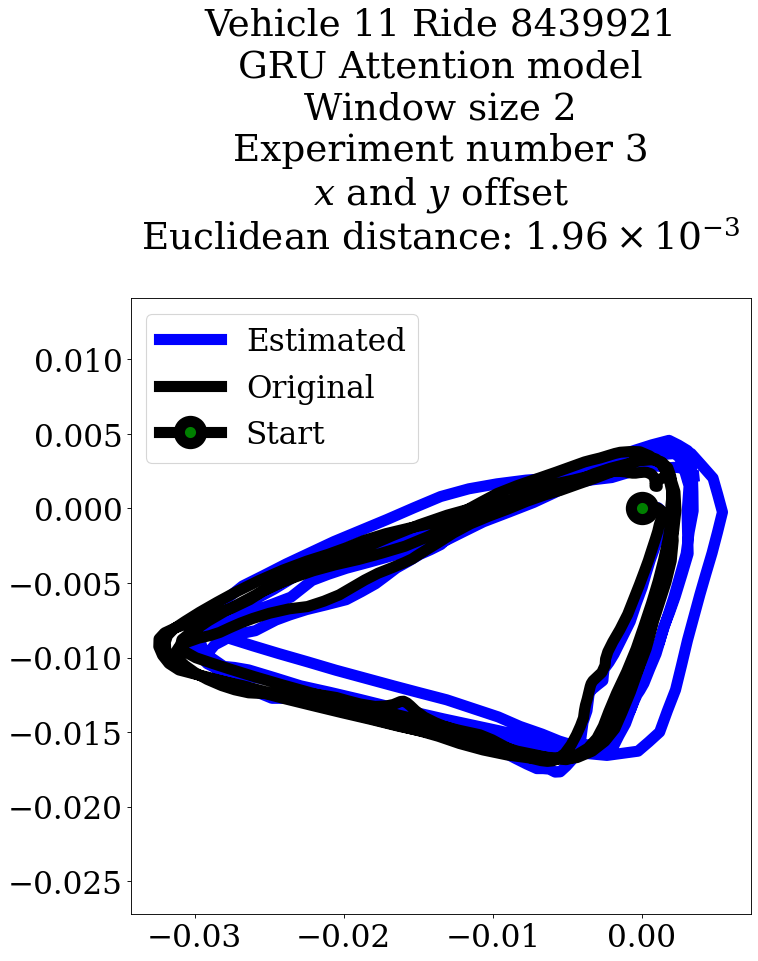 Vehicle 11 Ride 8439921
GRU Attention model
Window size 2
Experiment number 3
x and y offset
Euclidean distance: 1.96 × 10⁻³
Estimated
Original
Start
0.010
0.005
0.000
−0.005
−0.010
−0.015
−0.020
−0.025
−0.03 −0.02 −0.01 0.00